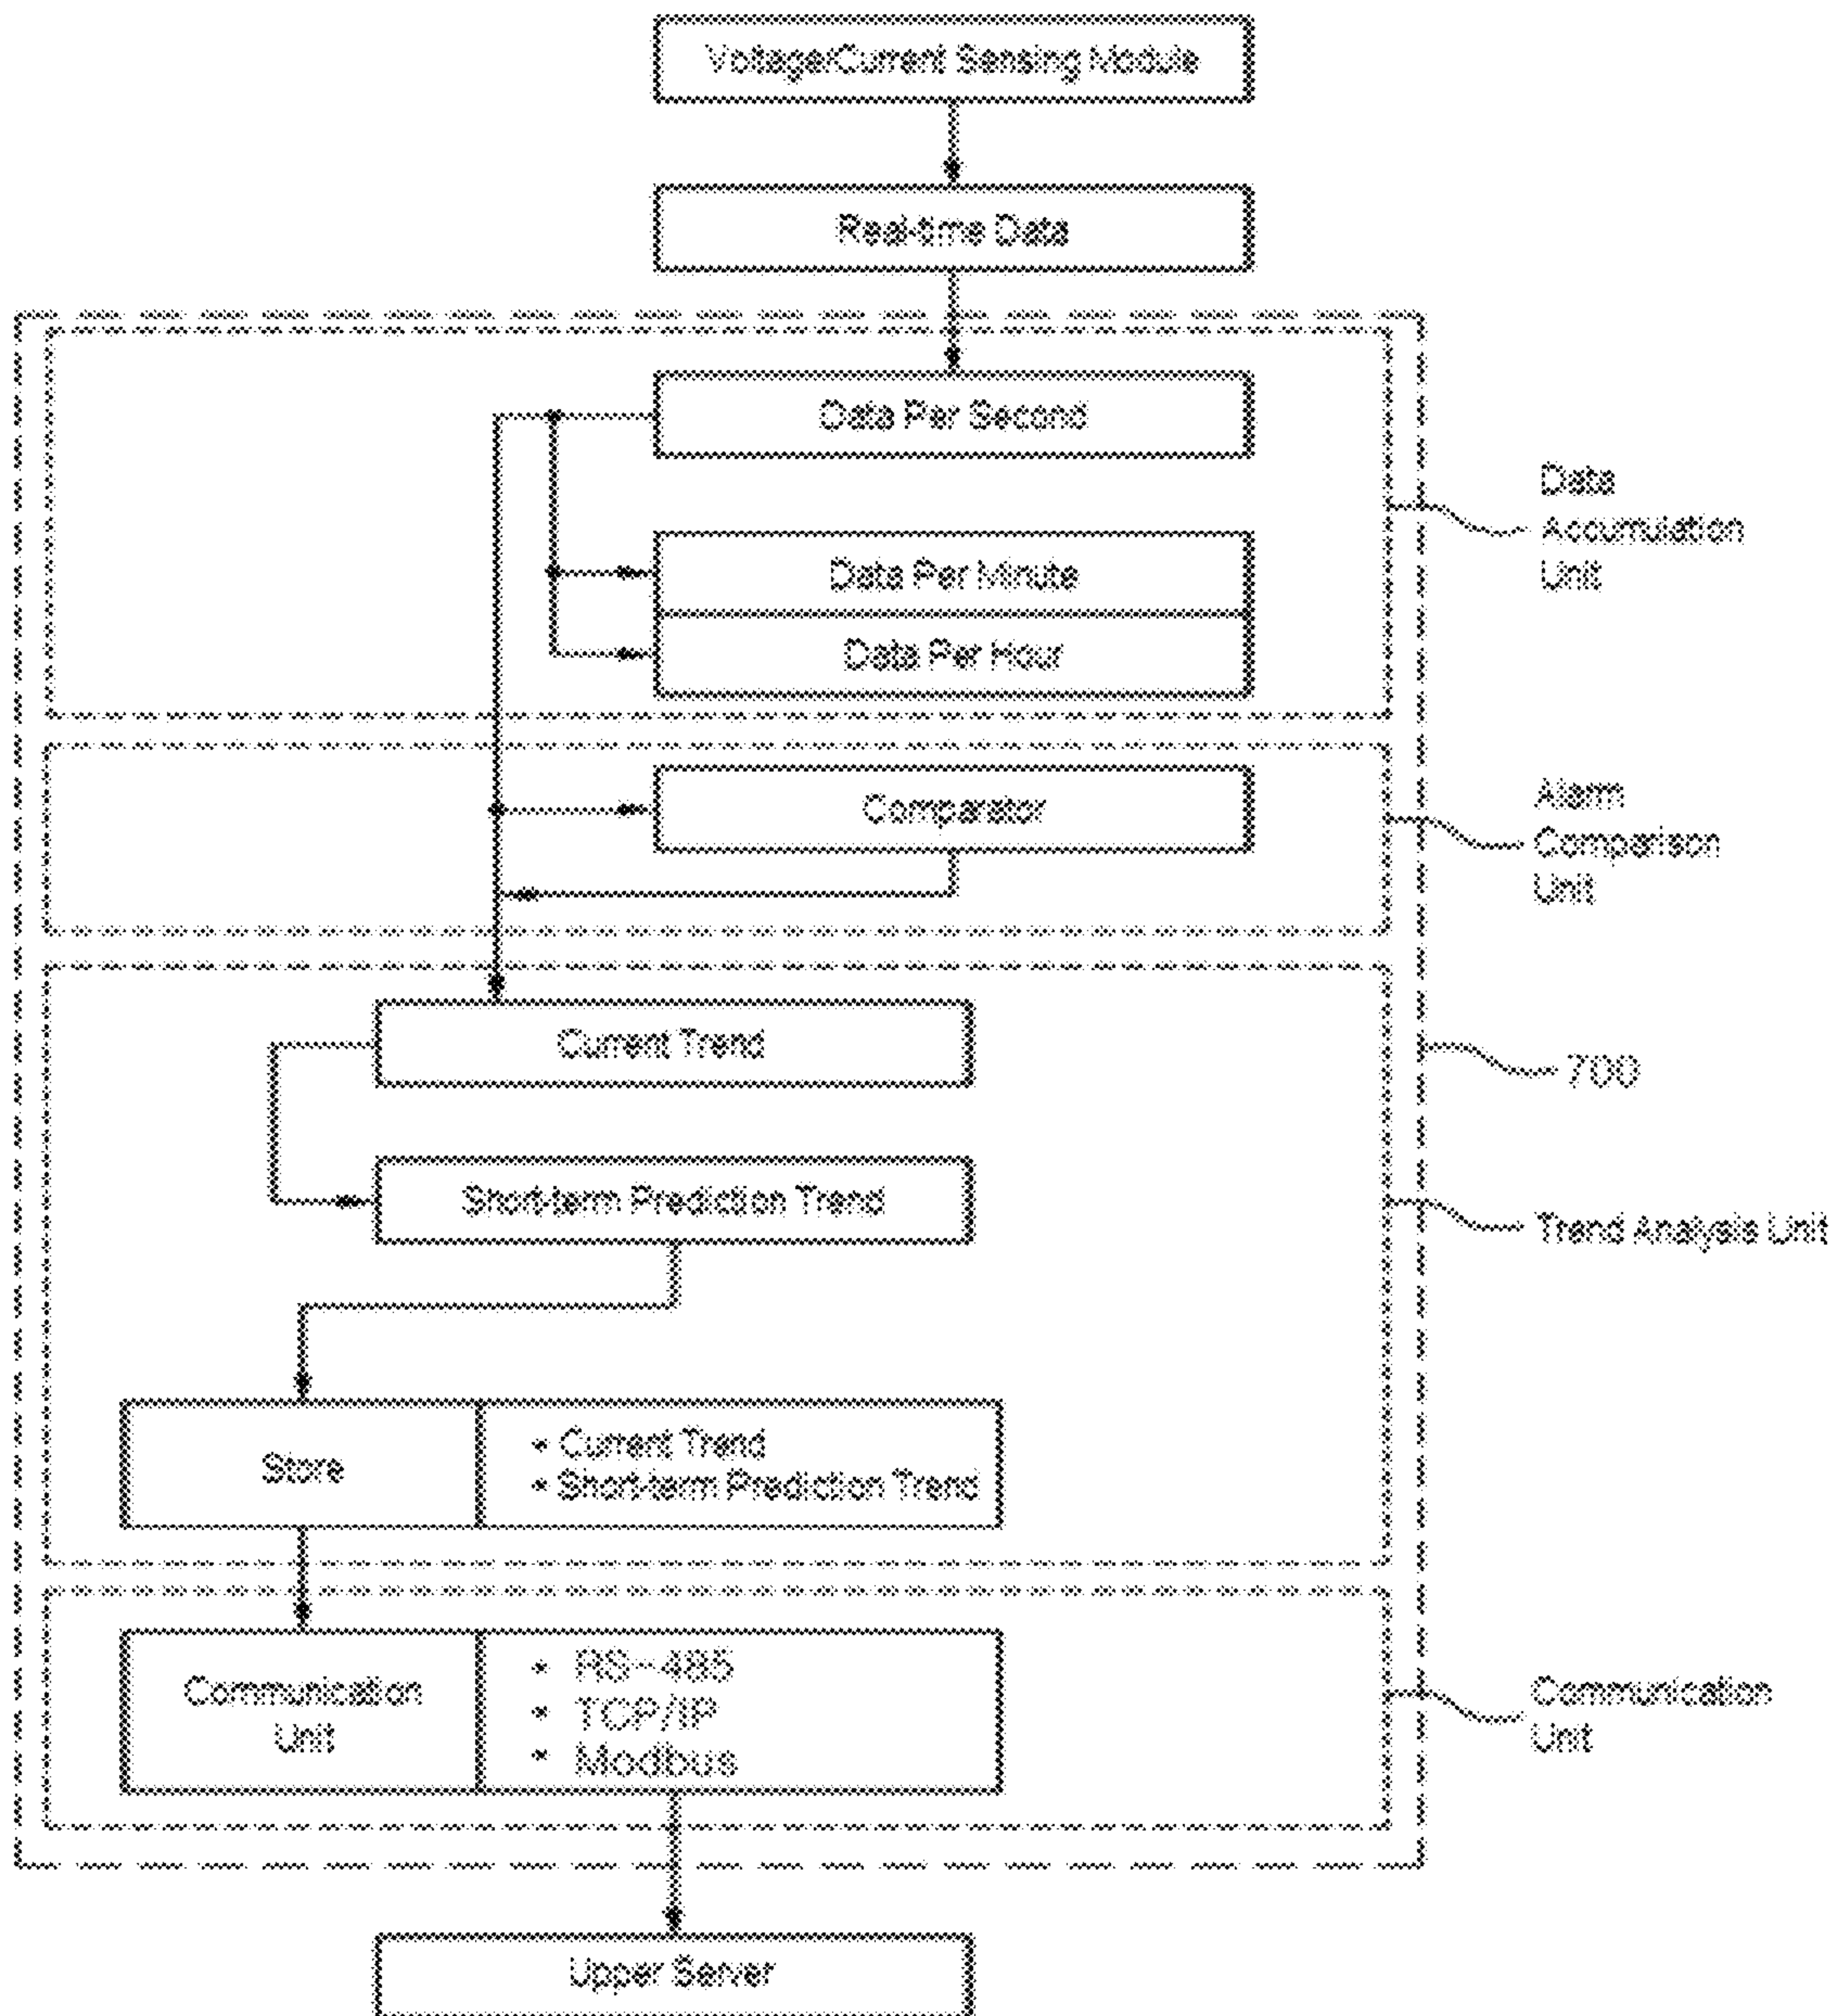 Voltage/Current Sensing Module
Real-time Data
Data Per Second
Data
Accumulation
Unit
Data Per Minute
Data Per Hour
Comparator
Alarm
Comparison
Unit
Current Trend
700
Short-term Prediction Trend
Trend Analysis Unit
Store
• Current Trend
• Short-term Prediction Trend
Communication
Unit
• RS-485
• TCP/IP
• Modbus
Communication
Unit
Upper Server